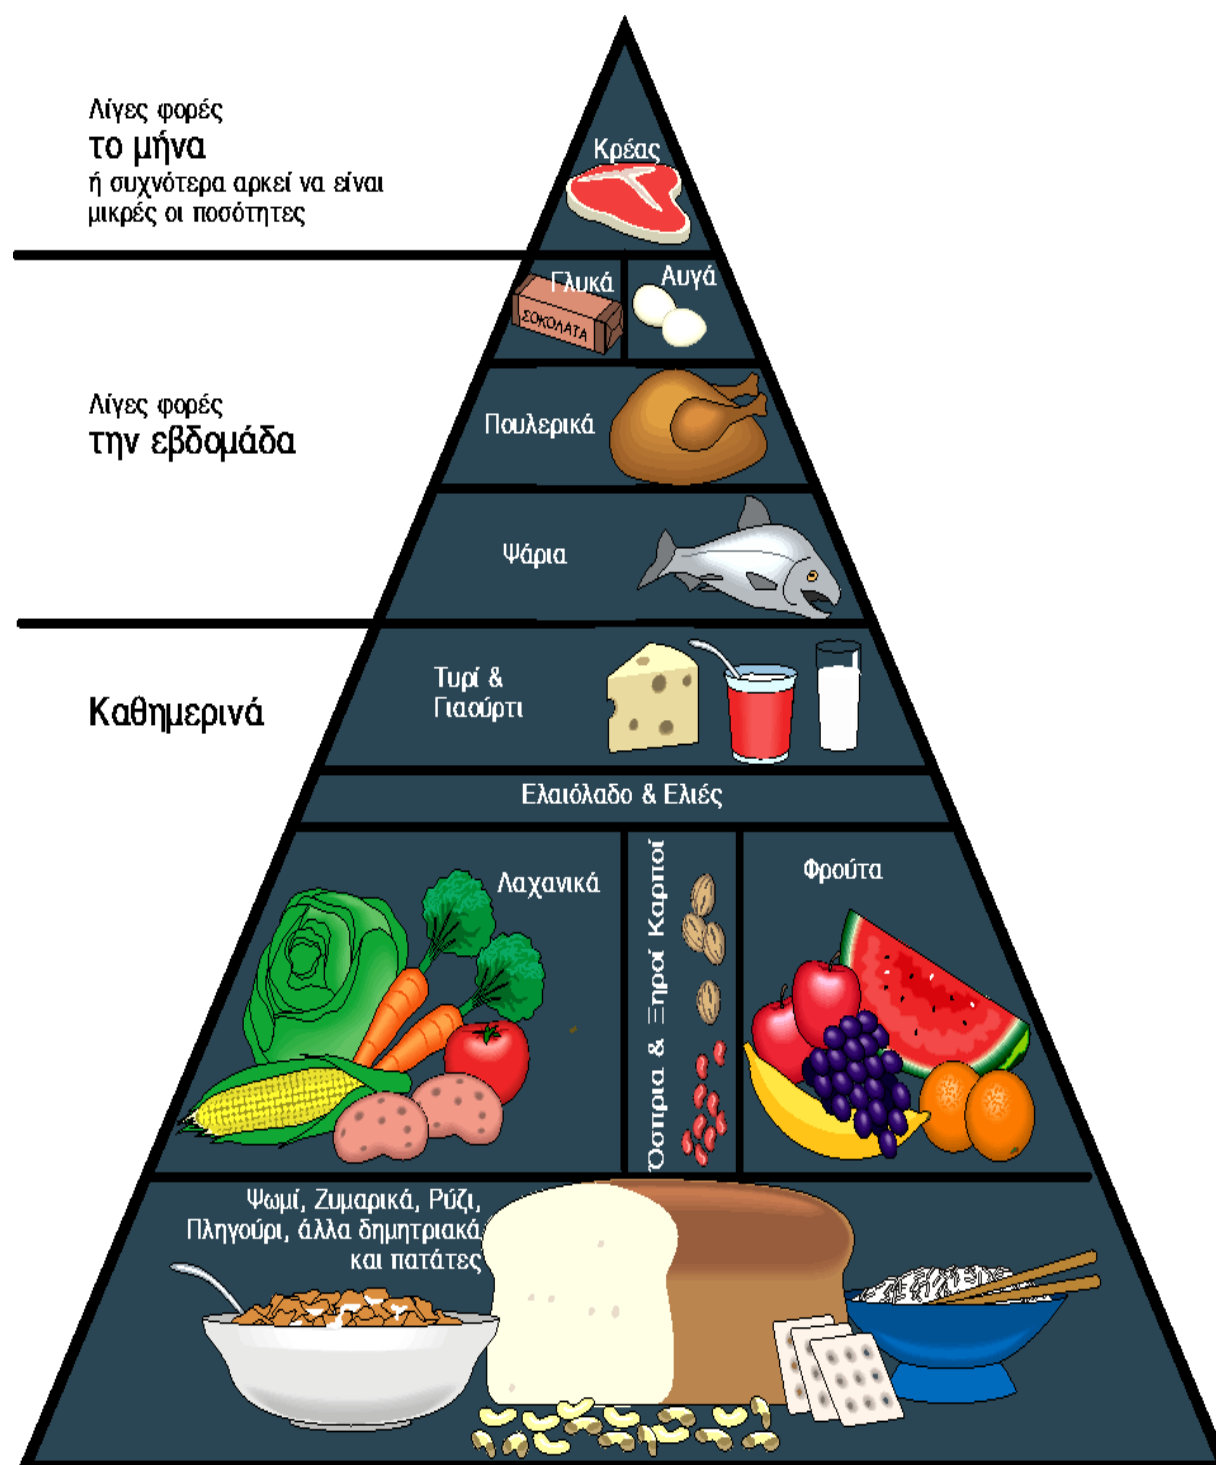 Λίγες φορές
το μήνα
ή συχνότερα αρκεί να είναι
μικρές οι ποσότητες
Κρέας
Γλυκά
Αυγά
ΣΟΚΟΛΑΤΑ
Λίγες φορές
την εβδομάδα
Πουλερικά
Ψάρια
Καθημερινά
Τυρί &
Γιαούρτι
Ελαιόλαδο & Ελιές
Λαχανικά
Όσπρια & Ξηροί Καρποί
Φρούτα
Ψωμί, Ζυμαρικά, Ρύζι,
Πληγούρι, άλλα δημητριακά
και πατάτες